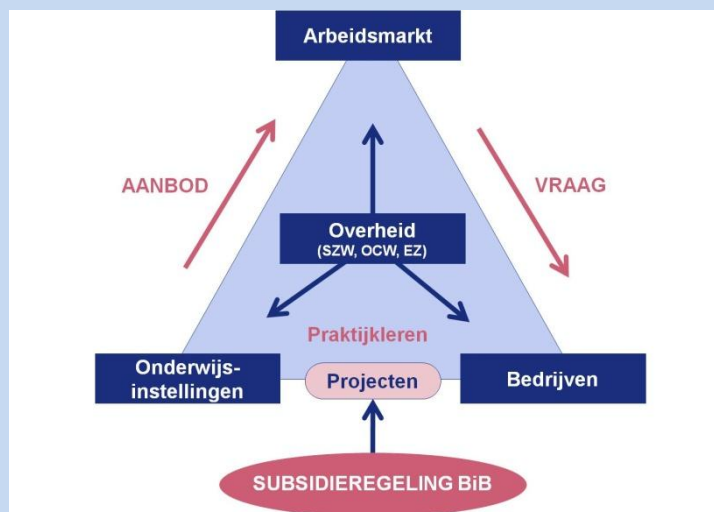 Arbeidsmarkt
AANBOD
VRAAG
Overheid
(SZW, OCW, EZ)
Praktijkleren
Onderwijs-
instellingen
Projecten
Bedrijven
SUBSIDIEREGELING BiB